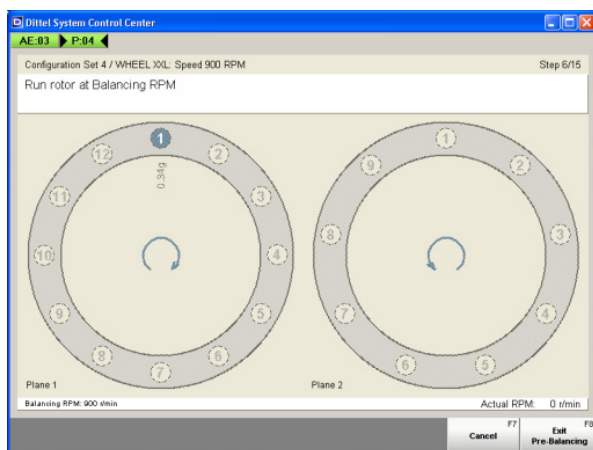 Dittel System Control Center
AE:03 P:04
Configuration Set 4 / WHEEL XXL: Speed 900 RPM Step 6/15
Run rotor at Balancing RPM
1 2 3 4 5 6 7 8 9 10 11 12
0.34g
1 2 3 4 5 6 7 8 9
Plane 1 Plane 2
Balancing RPM: 900 r/min Actual RPM: 0 r/min
F7 F8
Cancel Exit
Pre-Balancing